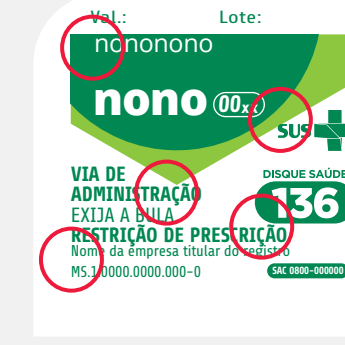 Val.: Lote:
nononono
nono 00xx
SUS
VIA DE
ADMINISTRAÇÃO
EXIJA A BULA
RESTRIÇÃO DE PRESCRIÇÃO
Nome da empresa titular do registro
MS.1.0000.0000.000-0
DISQUE SAÚDE
136
SAC 0800-000000